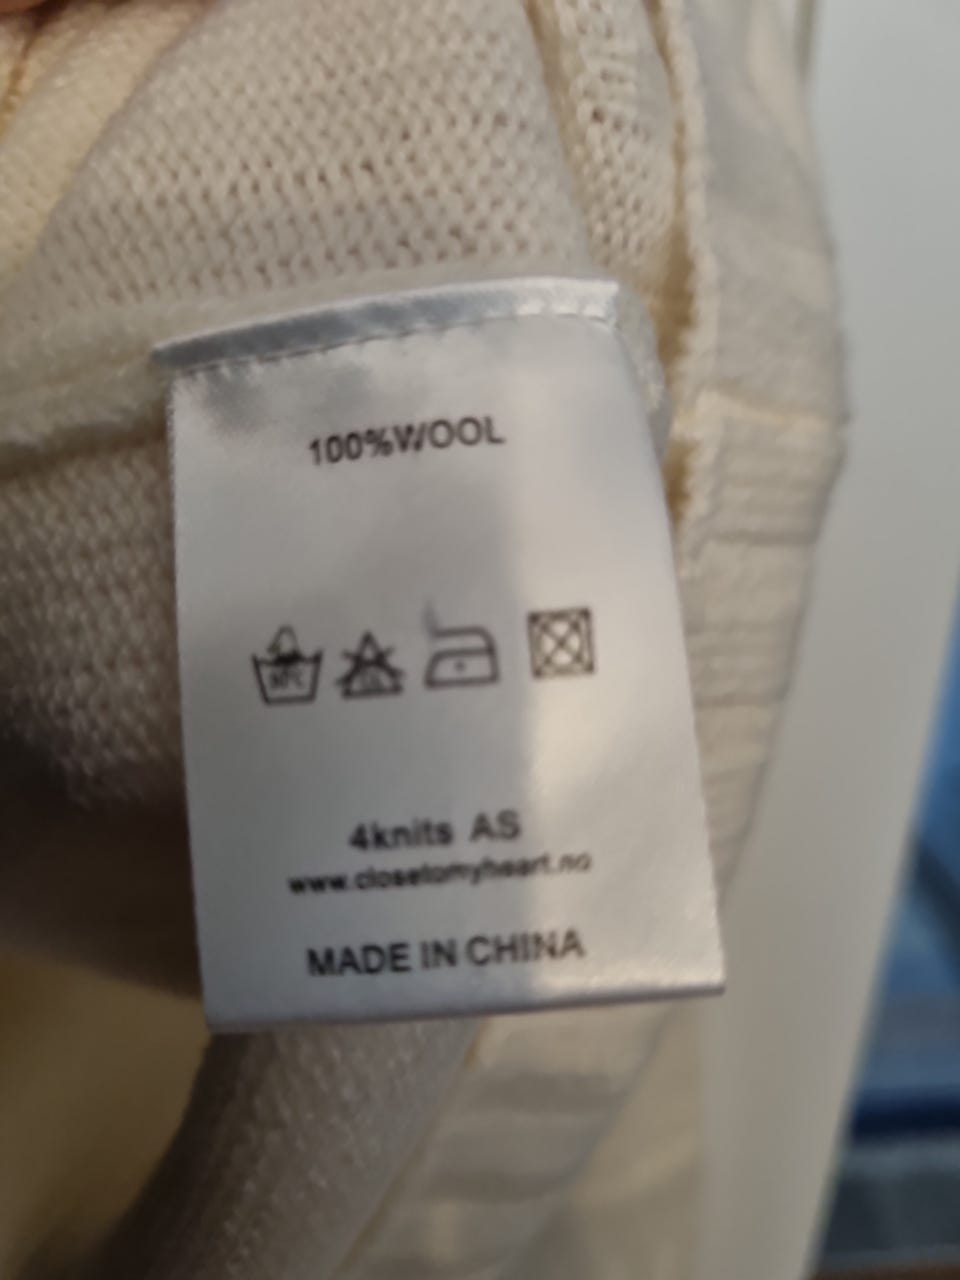 100%WOOL
4knits AS
www.closetomyheart.no
MADE IN CHINA